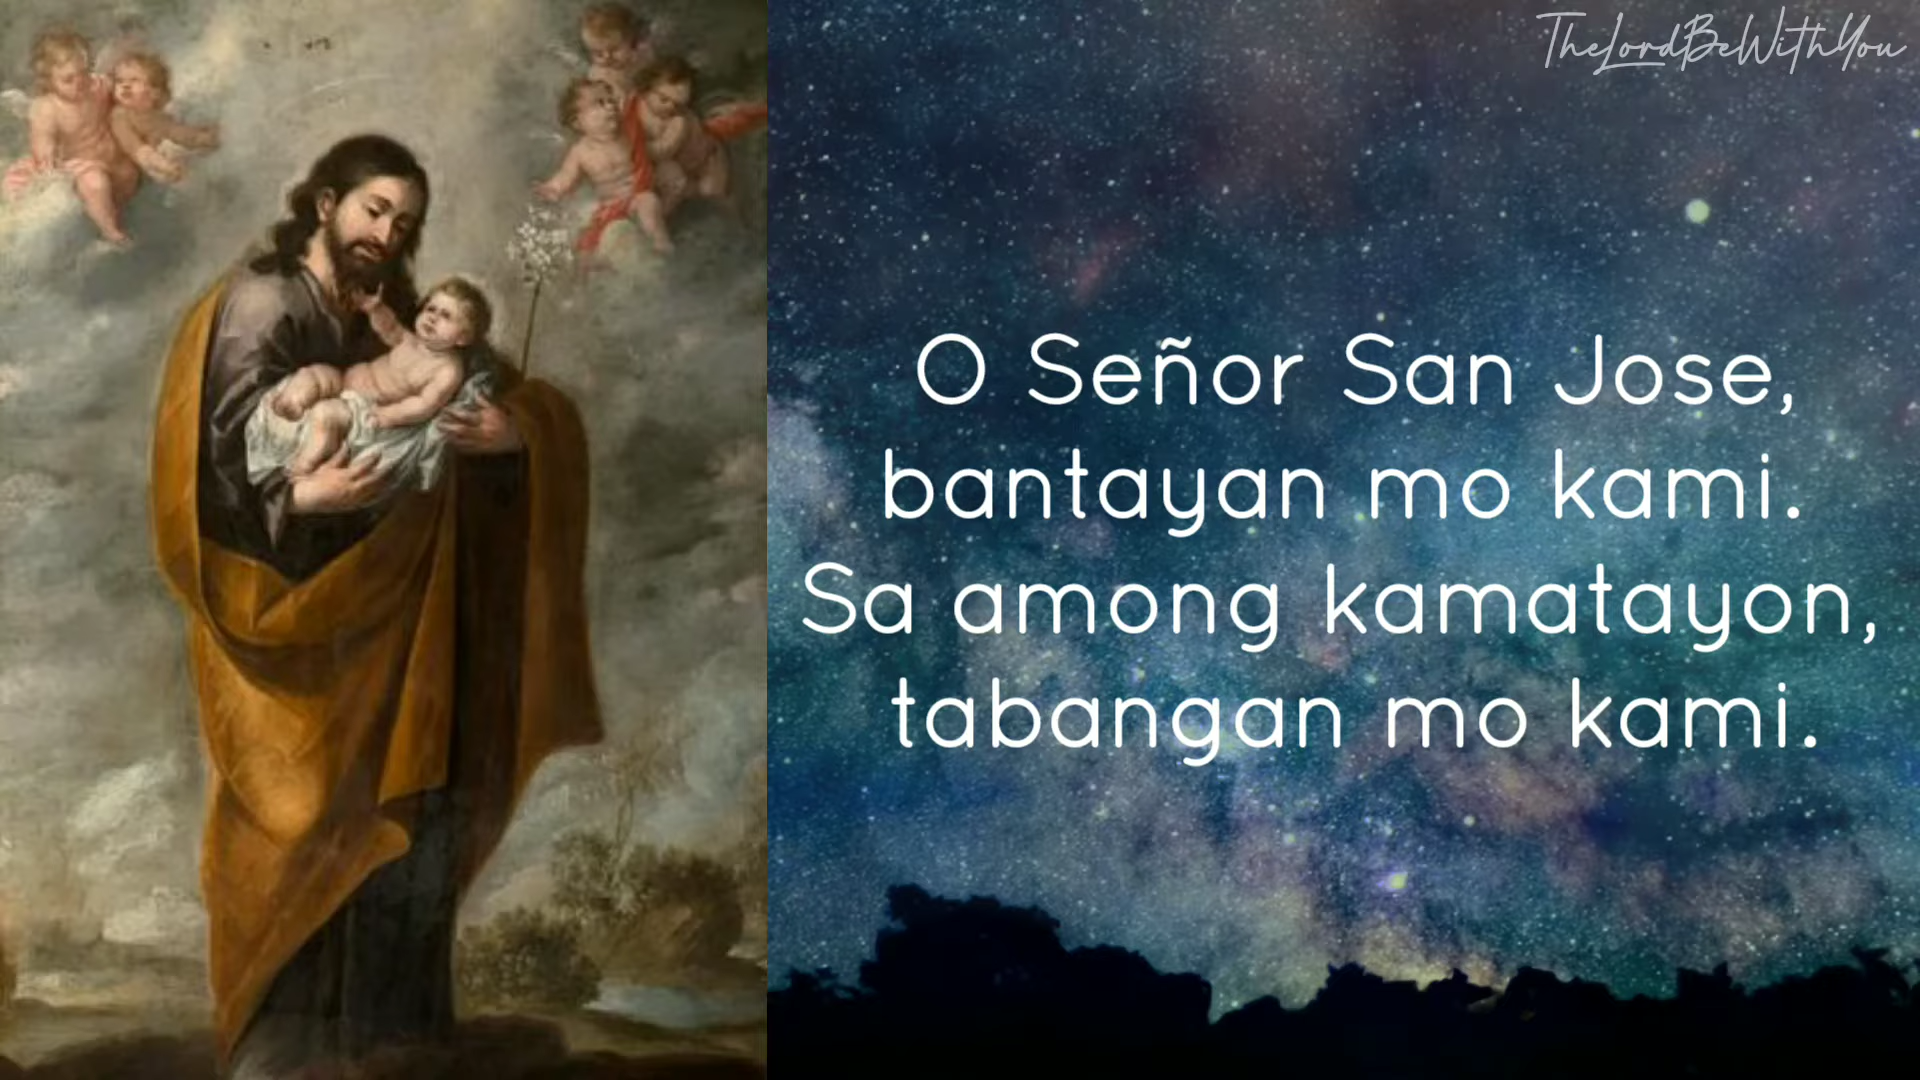 TheLordBeWithYou
O Señor San Jose,
bantayan mo kami.
Sa among kamatayon,
tabangan mo kami.